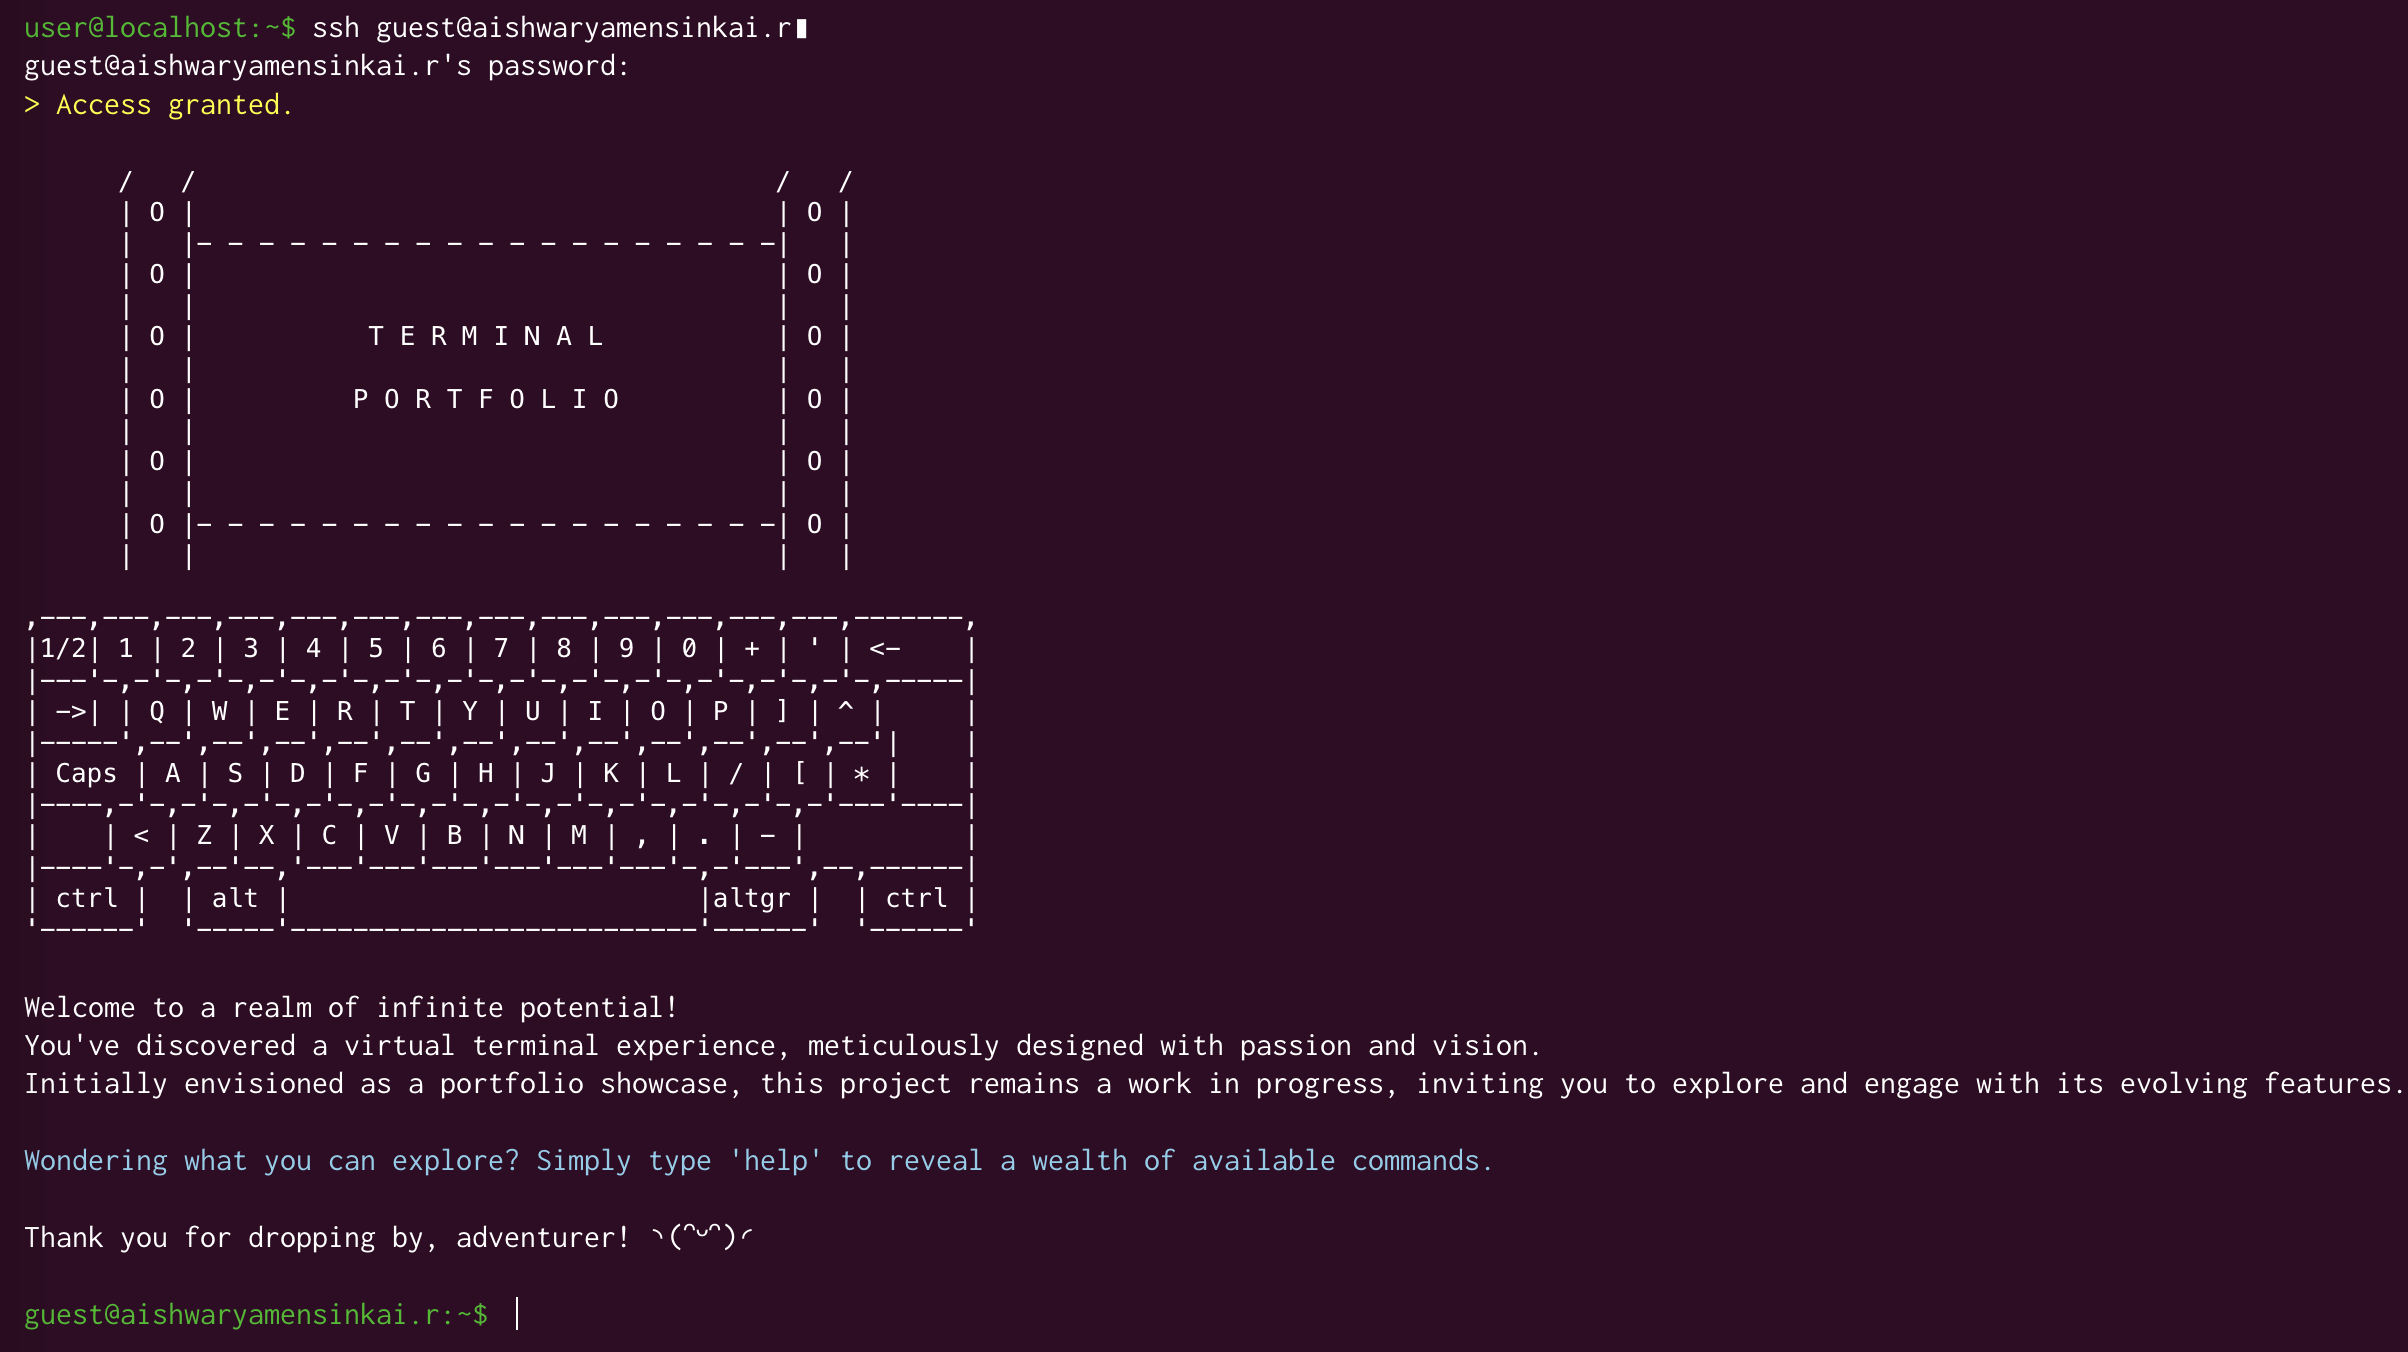 user@localhost:~$ ssh guest@aishwaryamensinkai.r
guest@aishwaryamensinkai.r's password:
> Access granted.
      /   /                                     /   /
      | O |                                     | O |
      |   |- - - - - - - - - - - - - - - - - - -|   |
      | O |                                     | O |
      |   |                                     |   |
      | O |           T E R M I N A L           | O |
      |   |                                     |   |
      | O |          P O R T F O L I O          | O |
      |   |                                     |   |
      | O |                                     | O |
      |   |                                     |   |
      | O |- - - - - - - - - - - - - - - - - - -| O |
      |   |                                     |   |
,---,---,---,---,---,---,---,---,---,---,---,---,---,-------,
|1/2| 1 | 2 | 3 | 4 | 5 | 6 | 7 | 8 | 9 | 0 | + | ' | <-    |
|---'-,-'-,-'-,-'-,-'-,-'-,-'-,-'-,-'-,-'-,-'-,-'-,-'-,-----|
| ->| | Q | W | E | R | T | Y | U | I | O | P | ] | ^ |     |
|-----',--',--',--',--',--',--',--',--',--',--',--',--'|    |
| Caps | A | S | D | F | G | H | J | K | L | / | [ | * |    |
|----,-'-,-'-,-'-,-'-,-'-,-'-,-'-,-'-,-'-,-'-,-'-,-'---'----|
|    | < | Z | X | C | V | B | N | M | , | . | - |          |
|----'-,-',--'--,'---'---'---'---'---'---'-,-'---',--,------|
| ctrl |  | alt |                          |altgr |  | ctrl |
'------'  '-----'--------------------------'------'  '------'
Welcome to a realm of infinite potential!
You've discovered a virtual terminal experience, meticulously designed with passion and vision.
Initially envisioned as a portfolio showcase, this project remains a work in progress, inviting you to explore and engage with its evolving features.
Wondering what you can explore? Simply type 'help' to reveal a wealth of available commands.
Thank you for dropping by, adventurer! ◝(ᵔᵕᵔ)◜
guest@aishwaryamensinkai.r:~$